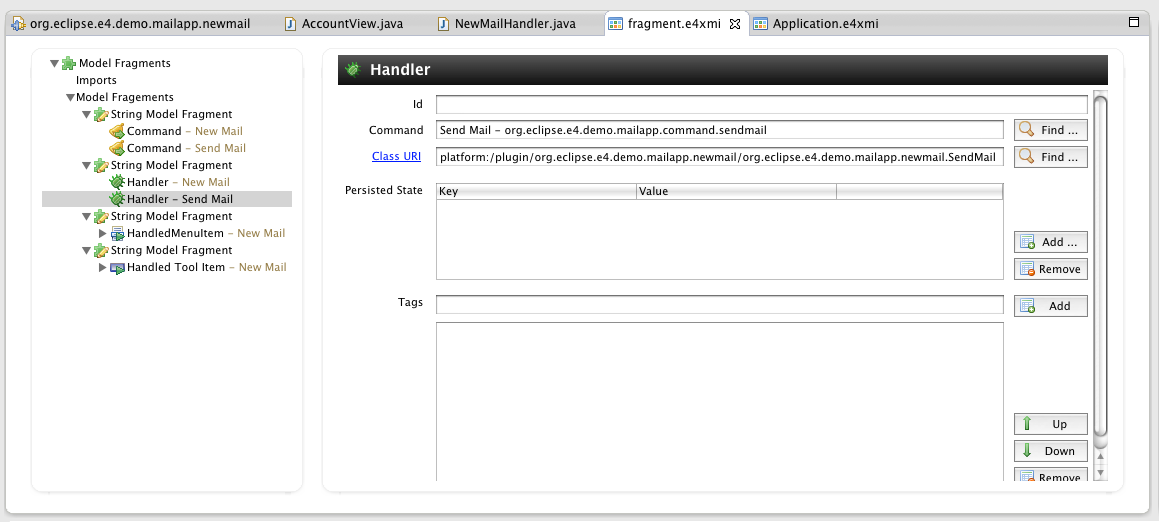 org.eclipse.e4.demo.mailapp.newmail AccountView.java NewMailHandler.java fragment.e4xmi Application.e4xmi
Model Fragments
Imports
Model Fragements
String Model Fragment
Command – New Mail
Command – Send Mail
String Model Fragment
Handler – New Mail
Handler – Send Mail
String Model Fragment
HandledMenuItem – New Mail
String Model Fragment
Handled Tool Item – New Mail
Handler
Id
Command Send Mail – org.eclipse.e4.demo.mailapp.command.sendmail Find ...
Class URI platform:/plugin/org.eclipse.e4.demo.mailapp.newmail/org.eclipse.e4.demo.mailapp.newmail.SendMail Find ...
Persisted State Key Value
Add ...
Remove
Tags Add
Up
Down
Remove